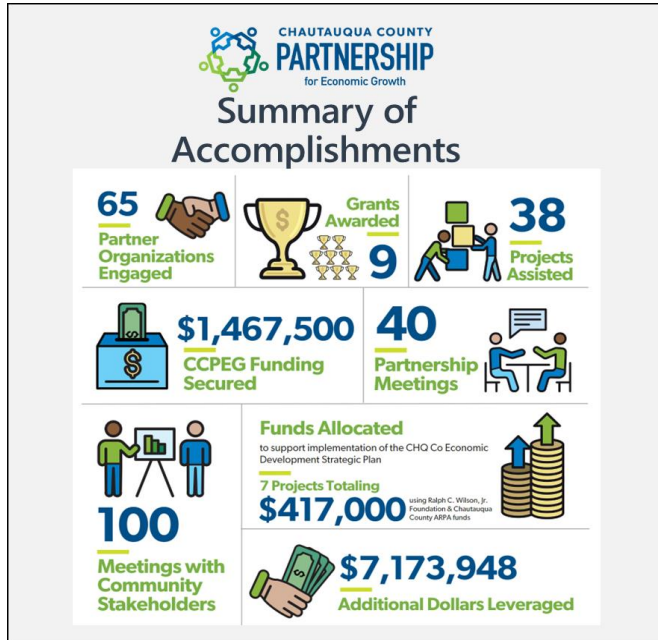 CHAUTAUQUA COUNTY
PARTNERSHIP
for Economic Growth
Summary of
Accomplishments
65
Partner
Organizations
Engaged
$
Grants
Awarded
9
38
Projects
Assisted
$
$1,467,500
CCPEG Funding
Secured
40
Partnership
Meetings
100
Meetings with
Community
Stakeholders
Funds Allocated
to support implementation of the CHQ Co Economic
Development Strategic Plan
7 Projects Totaling
$417,000
using Ralph C. Wilson, Jr.
Foundation & Chautauqua
County ARPA funds
$
$7,173,948
Additional Dollars Leveraged